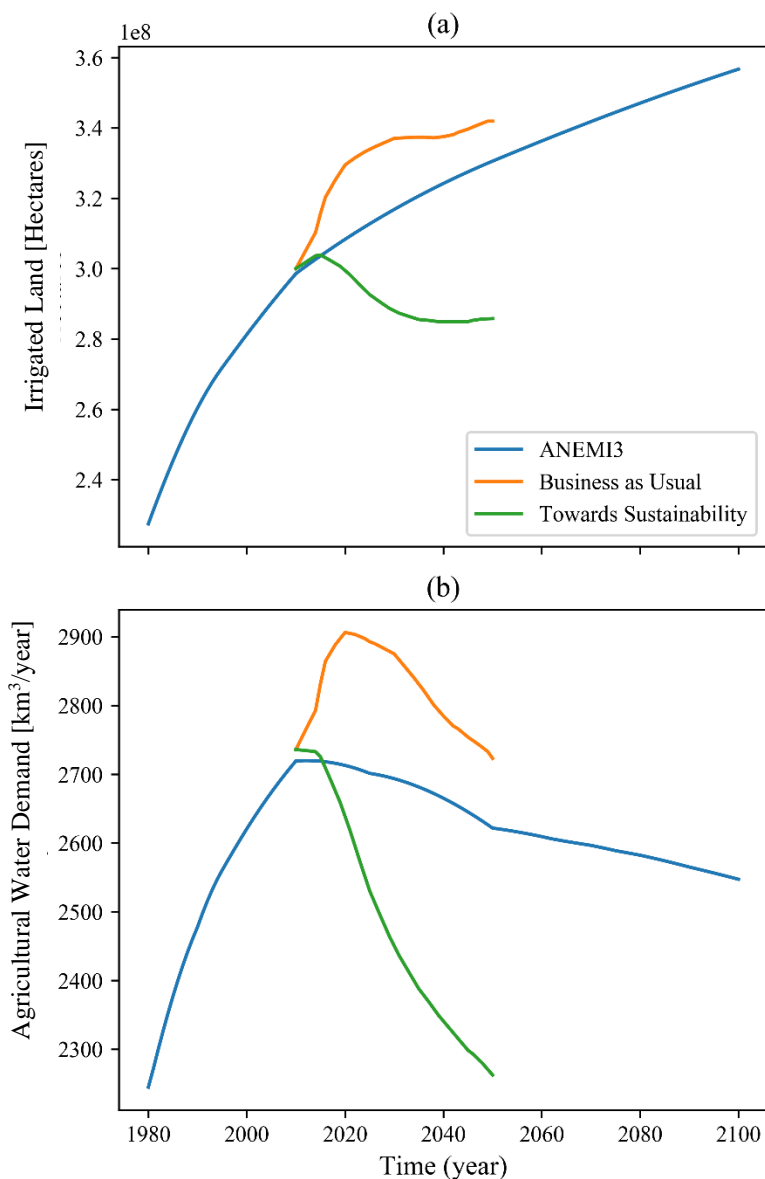 (a)
1e8
3.6
3.4
3.2
3.0
2.8
2.6
2.4
Irrigated Land [Hectares]
ANEMI3
Business as Usual
Towards Sustainability
(b)
2900
2800
2700
2600
2500
2400
2300
Agricultural Water Demand [km³/year]
1980 2000 2020 2040 2060 2080 2100
Time (year)